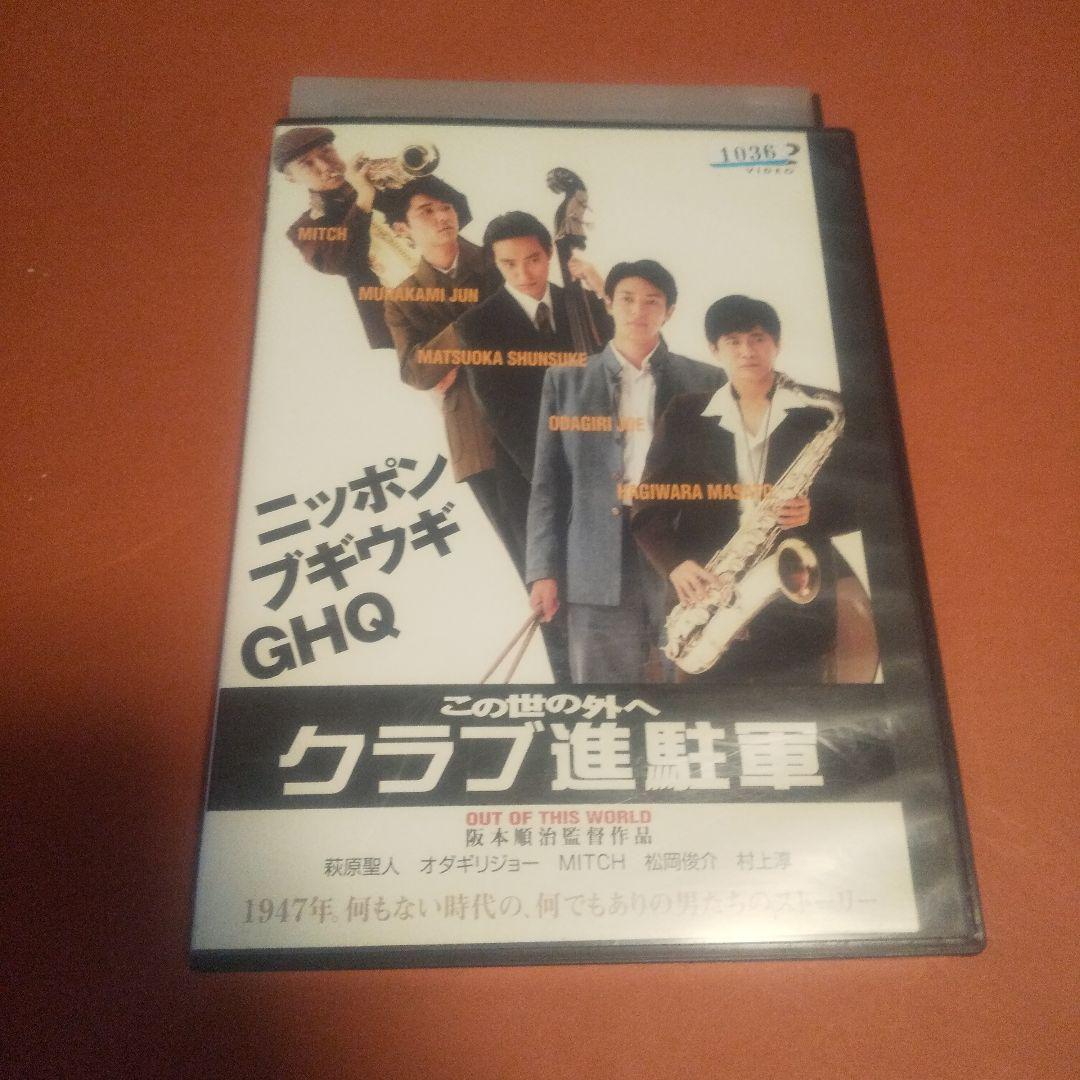 1036
VIDEO
MITCH
MURAKAMI JUN
MATSUOKA SHUNSUKE
ODAGIRI JOE
HAGIWARA MASATO
ニッポン
ブギウギ
GHQ
この世の外へ
クラブ進駐軍
OUT OF THIS WORLD
阪本順治監督作品
萩原聖人 オダギリジョー MITCH 松岡俊介 村上淳
1947年。何もない時代の、何でもありの男たちのストーリー